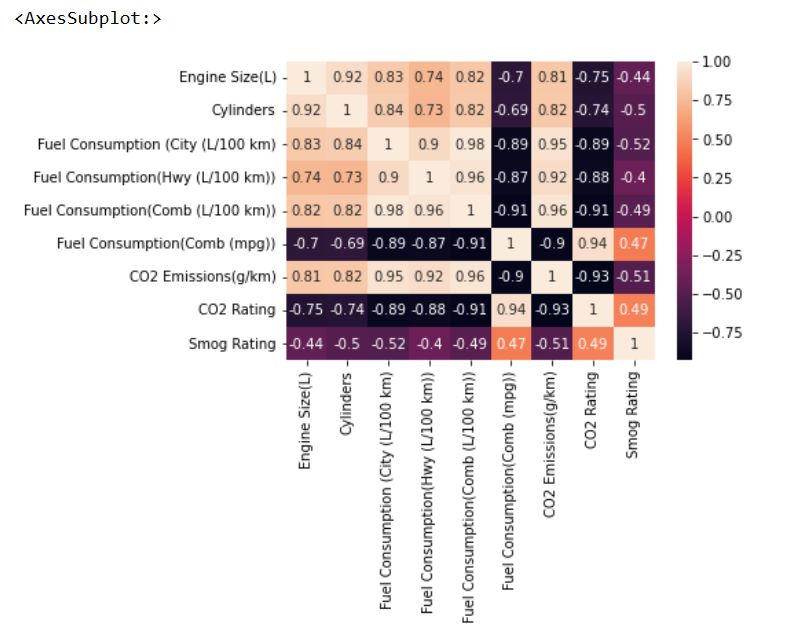 <AxesSubplot:>
Engine Size(L) 1 0.92 0.83 0.74 0.82 -0.7 0.81 -0.75 -0.44
Cylinders 0.92 1 0.84 0.73 0.82 -0.69 0.82 -0.74 -0.5
Fuel Consumption (City (L/100 km) 0.83 0.84 1 0.9 0.98 -0.89 0.95 -0.89 -0.52
Fuel Consumption(Hwy (L/100 km)) 0.74 0.73 0.9 1 0.96 -0.87 0.92 -0.88 -0.4
Fuel Consumption(Comb (L/100 km)) 0.82 0.82 0.98 0.96 1 -0.91 0.96 -0.91 -0.49
Fuel Consumption(Comb (mpg)) -0.7 -0.69 -0.89 -0.87 -0.91 1 -0.9 0.94 0.47
CO2 Emissions(g/km) 0.81 0.82 0.95 0.92 0.96 -0.9 1 -0.93 -0.51
CO2 Rating -0.75 -0.74 -0.89 -0.88 -0.91 0.94 -0.93 1 0.49
Smog Rating -0.44 -0.5 -0.52 -0.4 -0.49 0.47 -0.51 0.49 1
Engine Size(L)
Cylinders
Fuel Consumption (City (L/100 km)
Fuel Consumption(Hwy (L/100 km))
Fuel Consumption(Comb (L/100 km))
Fuel Consumption(Comb (mpg))
CO2 Emissions(g/km)
CO2 Rating
Smog Rating
1.00
0.75
0.50
0.25
0.00
−0.25
−0.50
−0.75